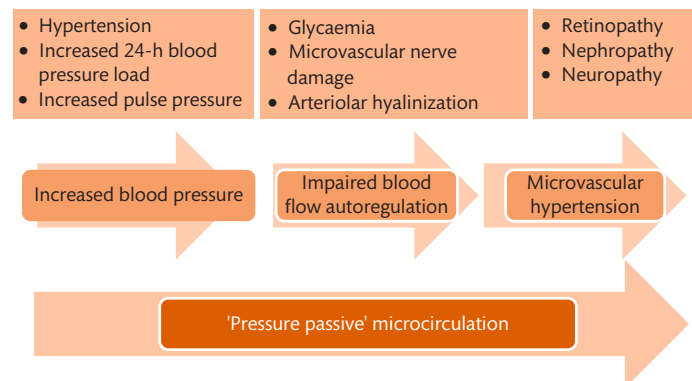 • Hypertension
• Increased 24-h blood
pressure load
• Increased pulse pressure
• Glycaemia
• Microvascular nerve
damage
• Arteriolar hyalinization
• Retinopathy
• Nephropathy
• Neuropathy
Increased blood pressure
Impaired blood
flow autoregulation
Microvascular
hypertension
'Pressure passive' microcirculation